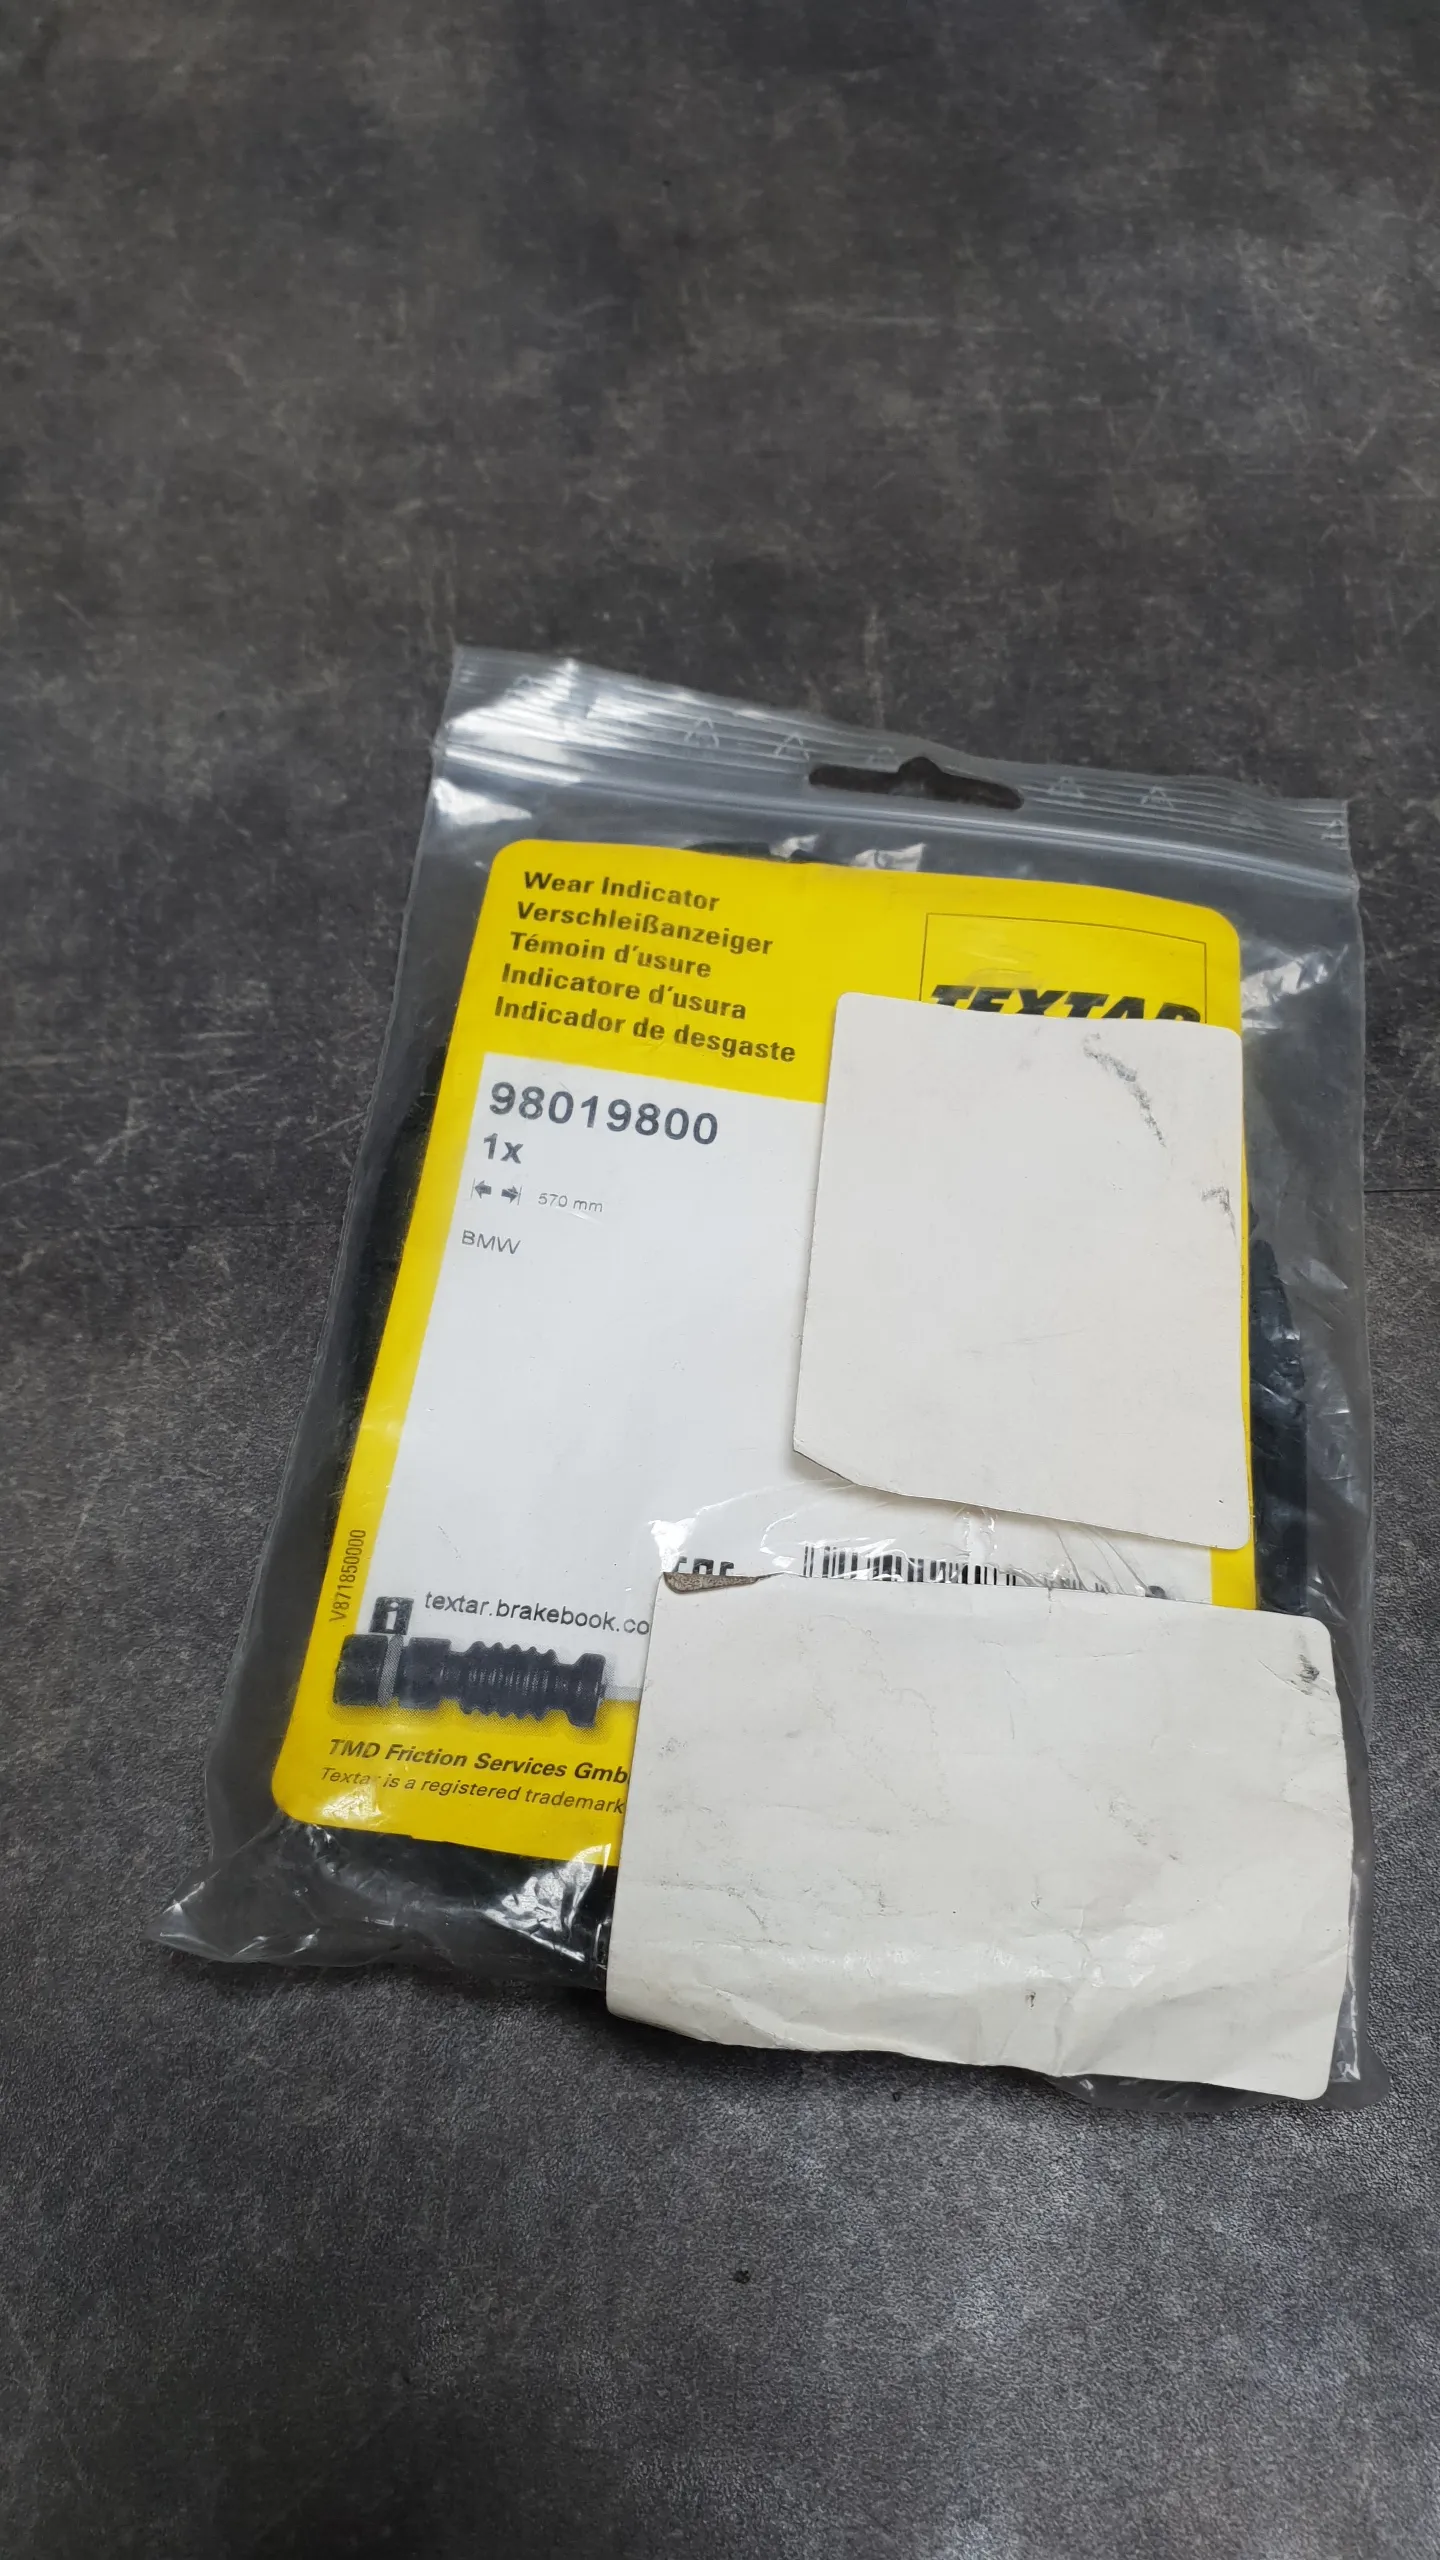 Wear Indicator
Verschleißanzeiger
Témoin d'usure
Indicatore d'usura
Indicador de desgaste
TEXTAR
98019800
1x
570 mm
BMW
V871850000
textar.brakebook.co
TMD Friction Services Gmb
Textar is a registered trademark